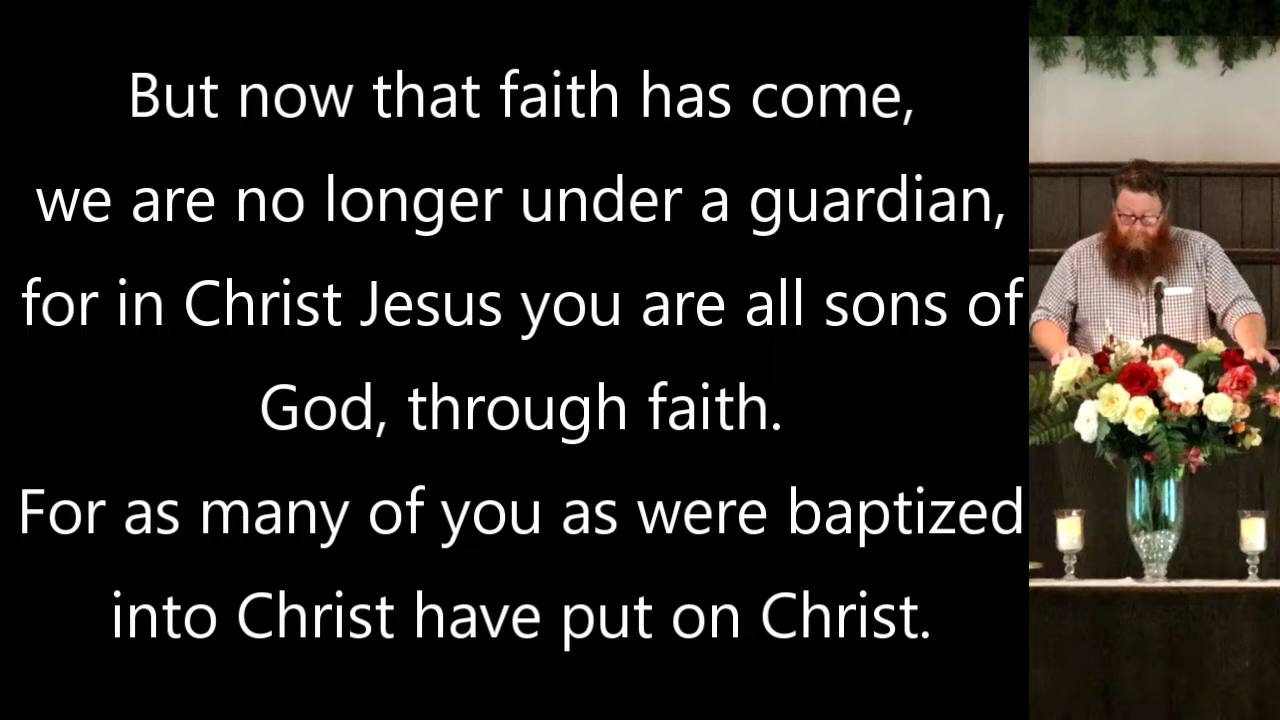 But now that faith has come,
we are no longer under a guardian,
for in Christ Jesus you are all sons of
God, through faith.
For as many of you as were baptized
into Christ have put on Christ.